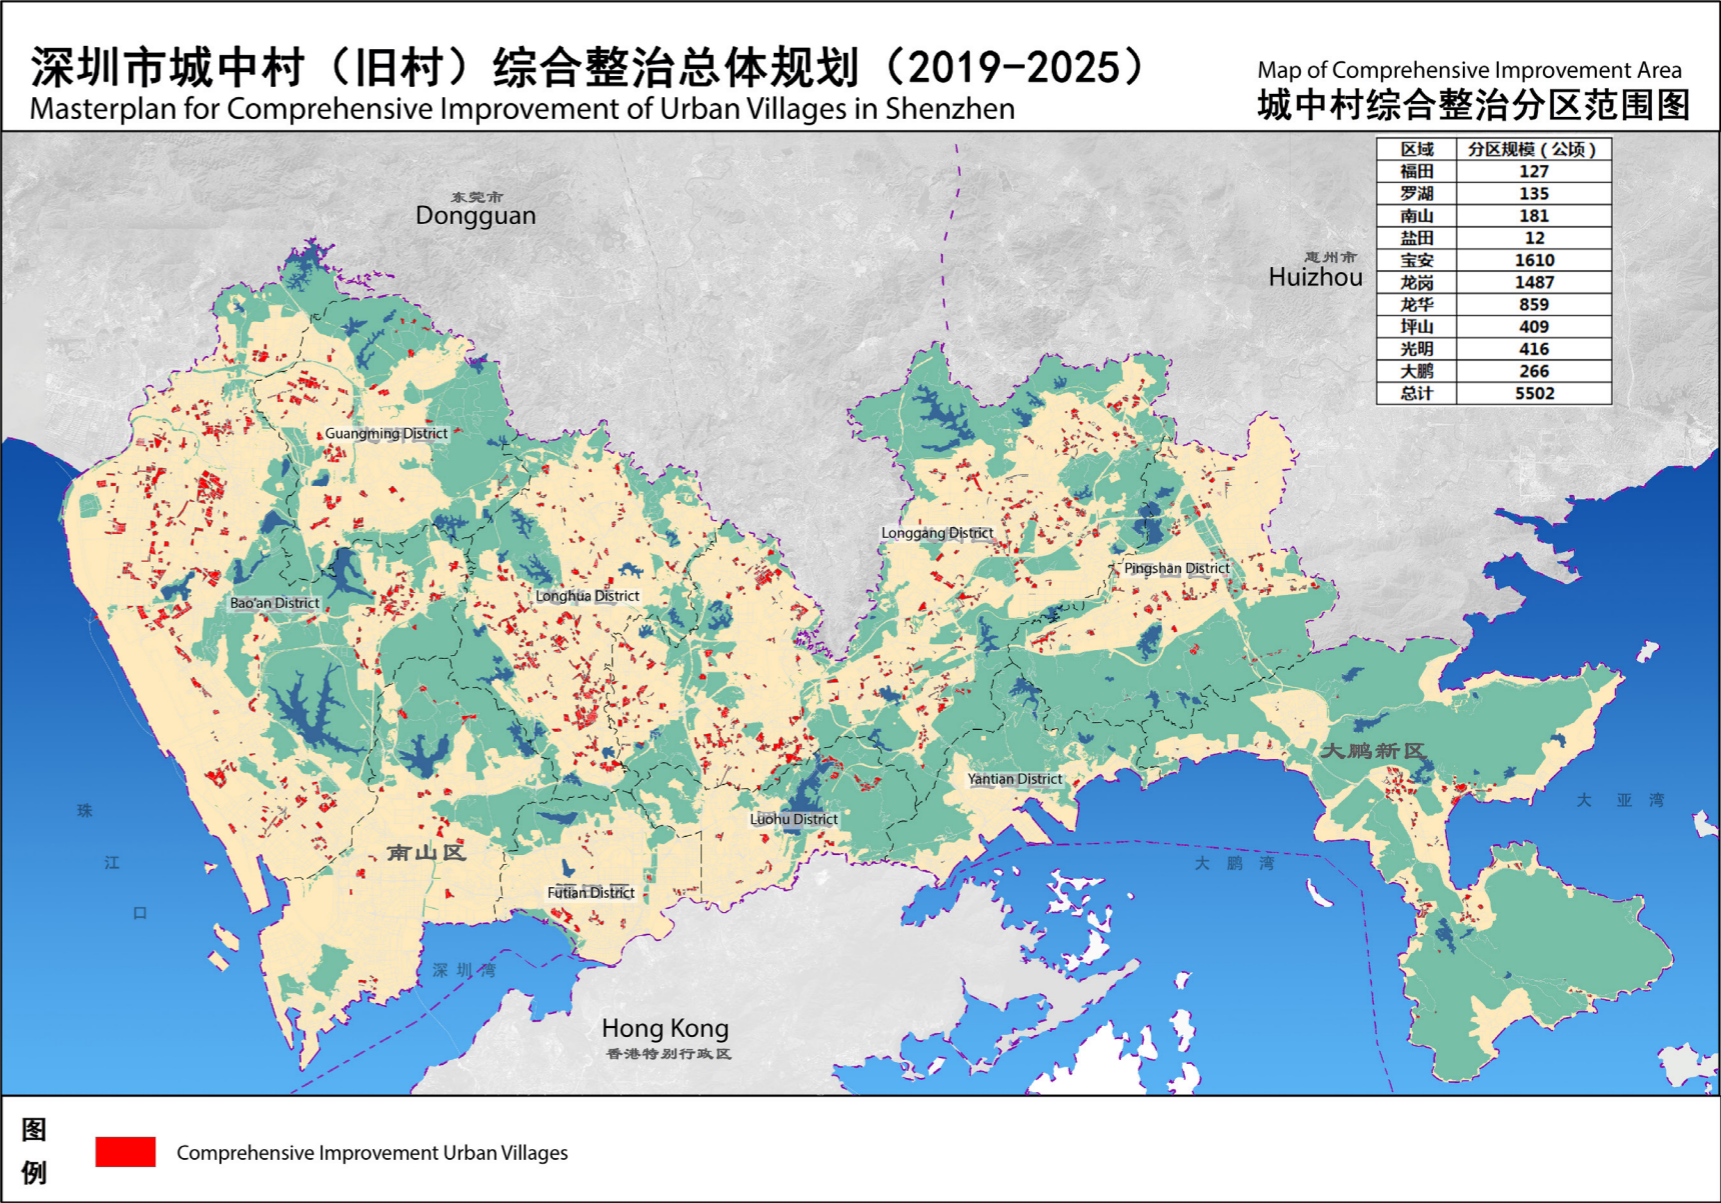 深圳市城中村（旧村）综合整治总体规划（2019-2025）
Masterplan for Comprehensive Improvement of Urban Villages in Shenzhen
Map of Comprehensive Improvement Area
城中村综合整治分区范围图
区域 分区规模（公顷）
福田 127
罗湖 135
南山 181
盐田 12
宝安 1610
龙岗 1487
龙华 859
坪山 409
光明 416
大鹏 266
总计 5502
东莞市
Dongguan
惠州市
Huizhou
Guangming District
Longgang District
Pingshan District
Bao'an District
Longhua District
大鹏新区
Yantian District
Luohu District
南山区
Futian District
珠
江
口
大亚湾
大鹏湾
深圳湾
Hong Kong
香港特别行政区
图
例
Comprehensive Improvement Urban Villages